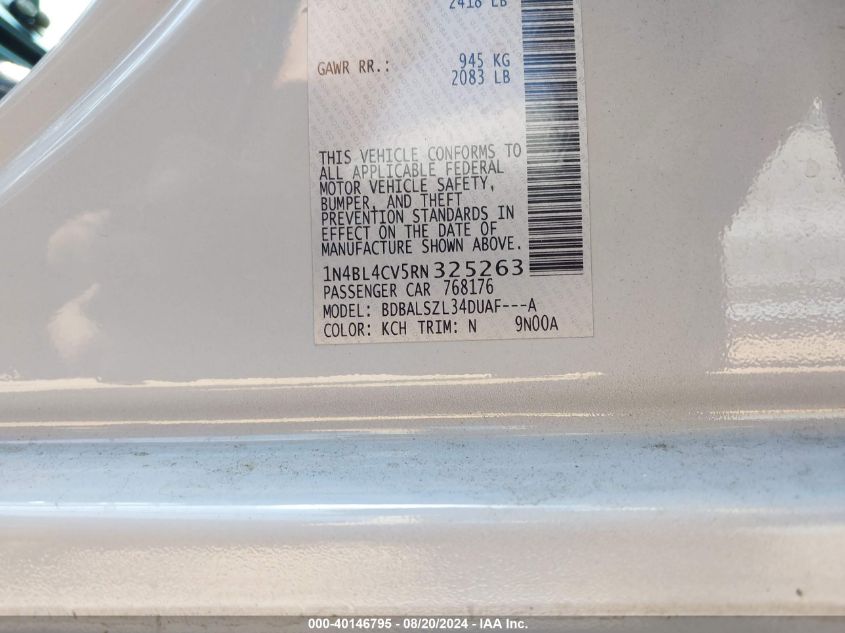 2418 LB
GAWR RR.: 945 KG
2083 LB
THIS VEHICLE CONFORMS TO
ALL APPLICABLE FEDERAL
MOTOR VEHICLE SAFETY,
BUMPER, AND THEFT
PREVENTION STANDARDS IN
EFFECT ON THE DATE OF
MANUFACTURE SHOWN ABOVE.
1N4BL4CV5RN325263
PASSENGER CAR 768176
MODEL: BDBALSZL34DUAF---A
COLOR: KCH TRIM: N 9N00A
000-40146795 - 08/20/2024 - IAAI.com